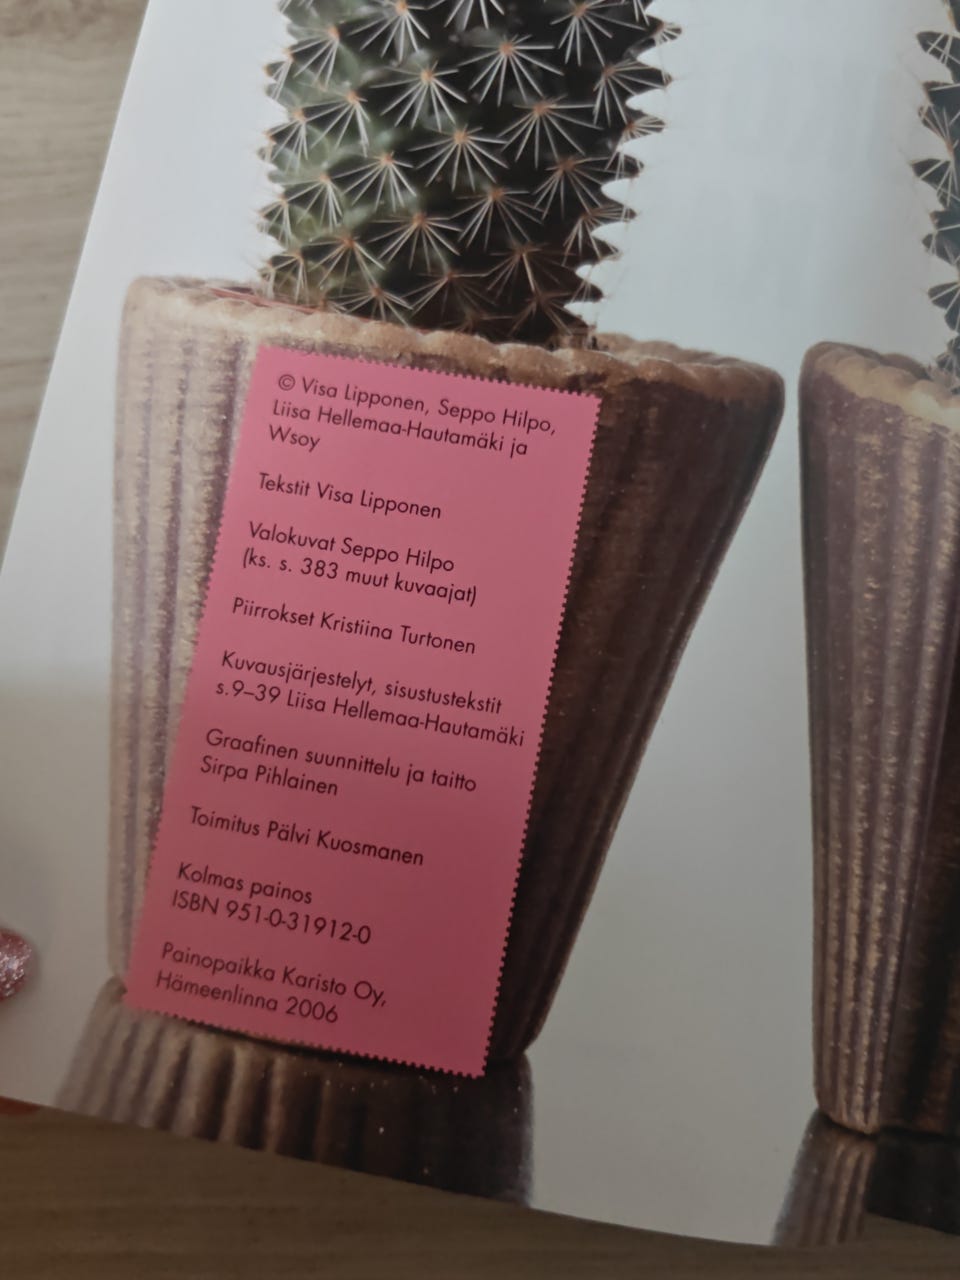 © Visa Lipponen, Seppo Hilpo,
Liisa Hellemaa-Hautamäki ja
Wsoy
Tekstit Visa Lipponen
Valokuvat Seppo Hilpo
(ks. s. 383 muut kuvaajat)
Piirrokset Kristiina Turtonen
Kuvausjärjestelyt, sisustustekstit
s.9–39 Liisa Hellemaa-Hautamäki
Graafinen suunnittelu ja taitto
Sirpa Pihlainen
Toimitus Pälvi Kuosmanen
Kolmas painos
ISBN 951-0-31912-0
Painopaikka Karisto Oy,
Hämeenlinna 2006